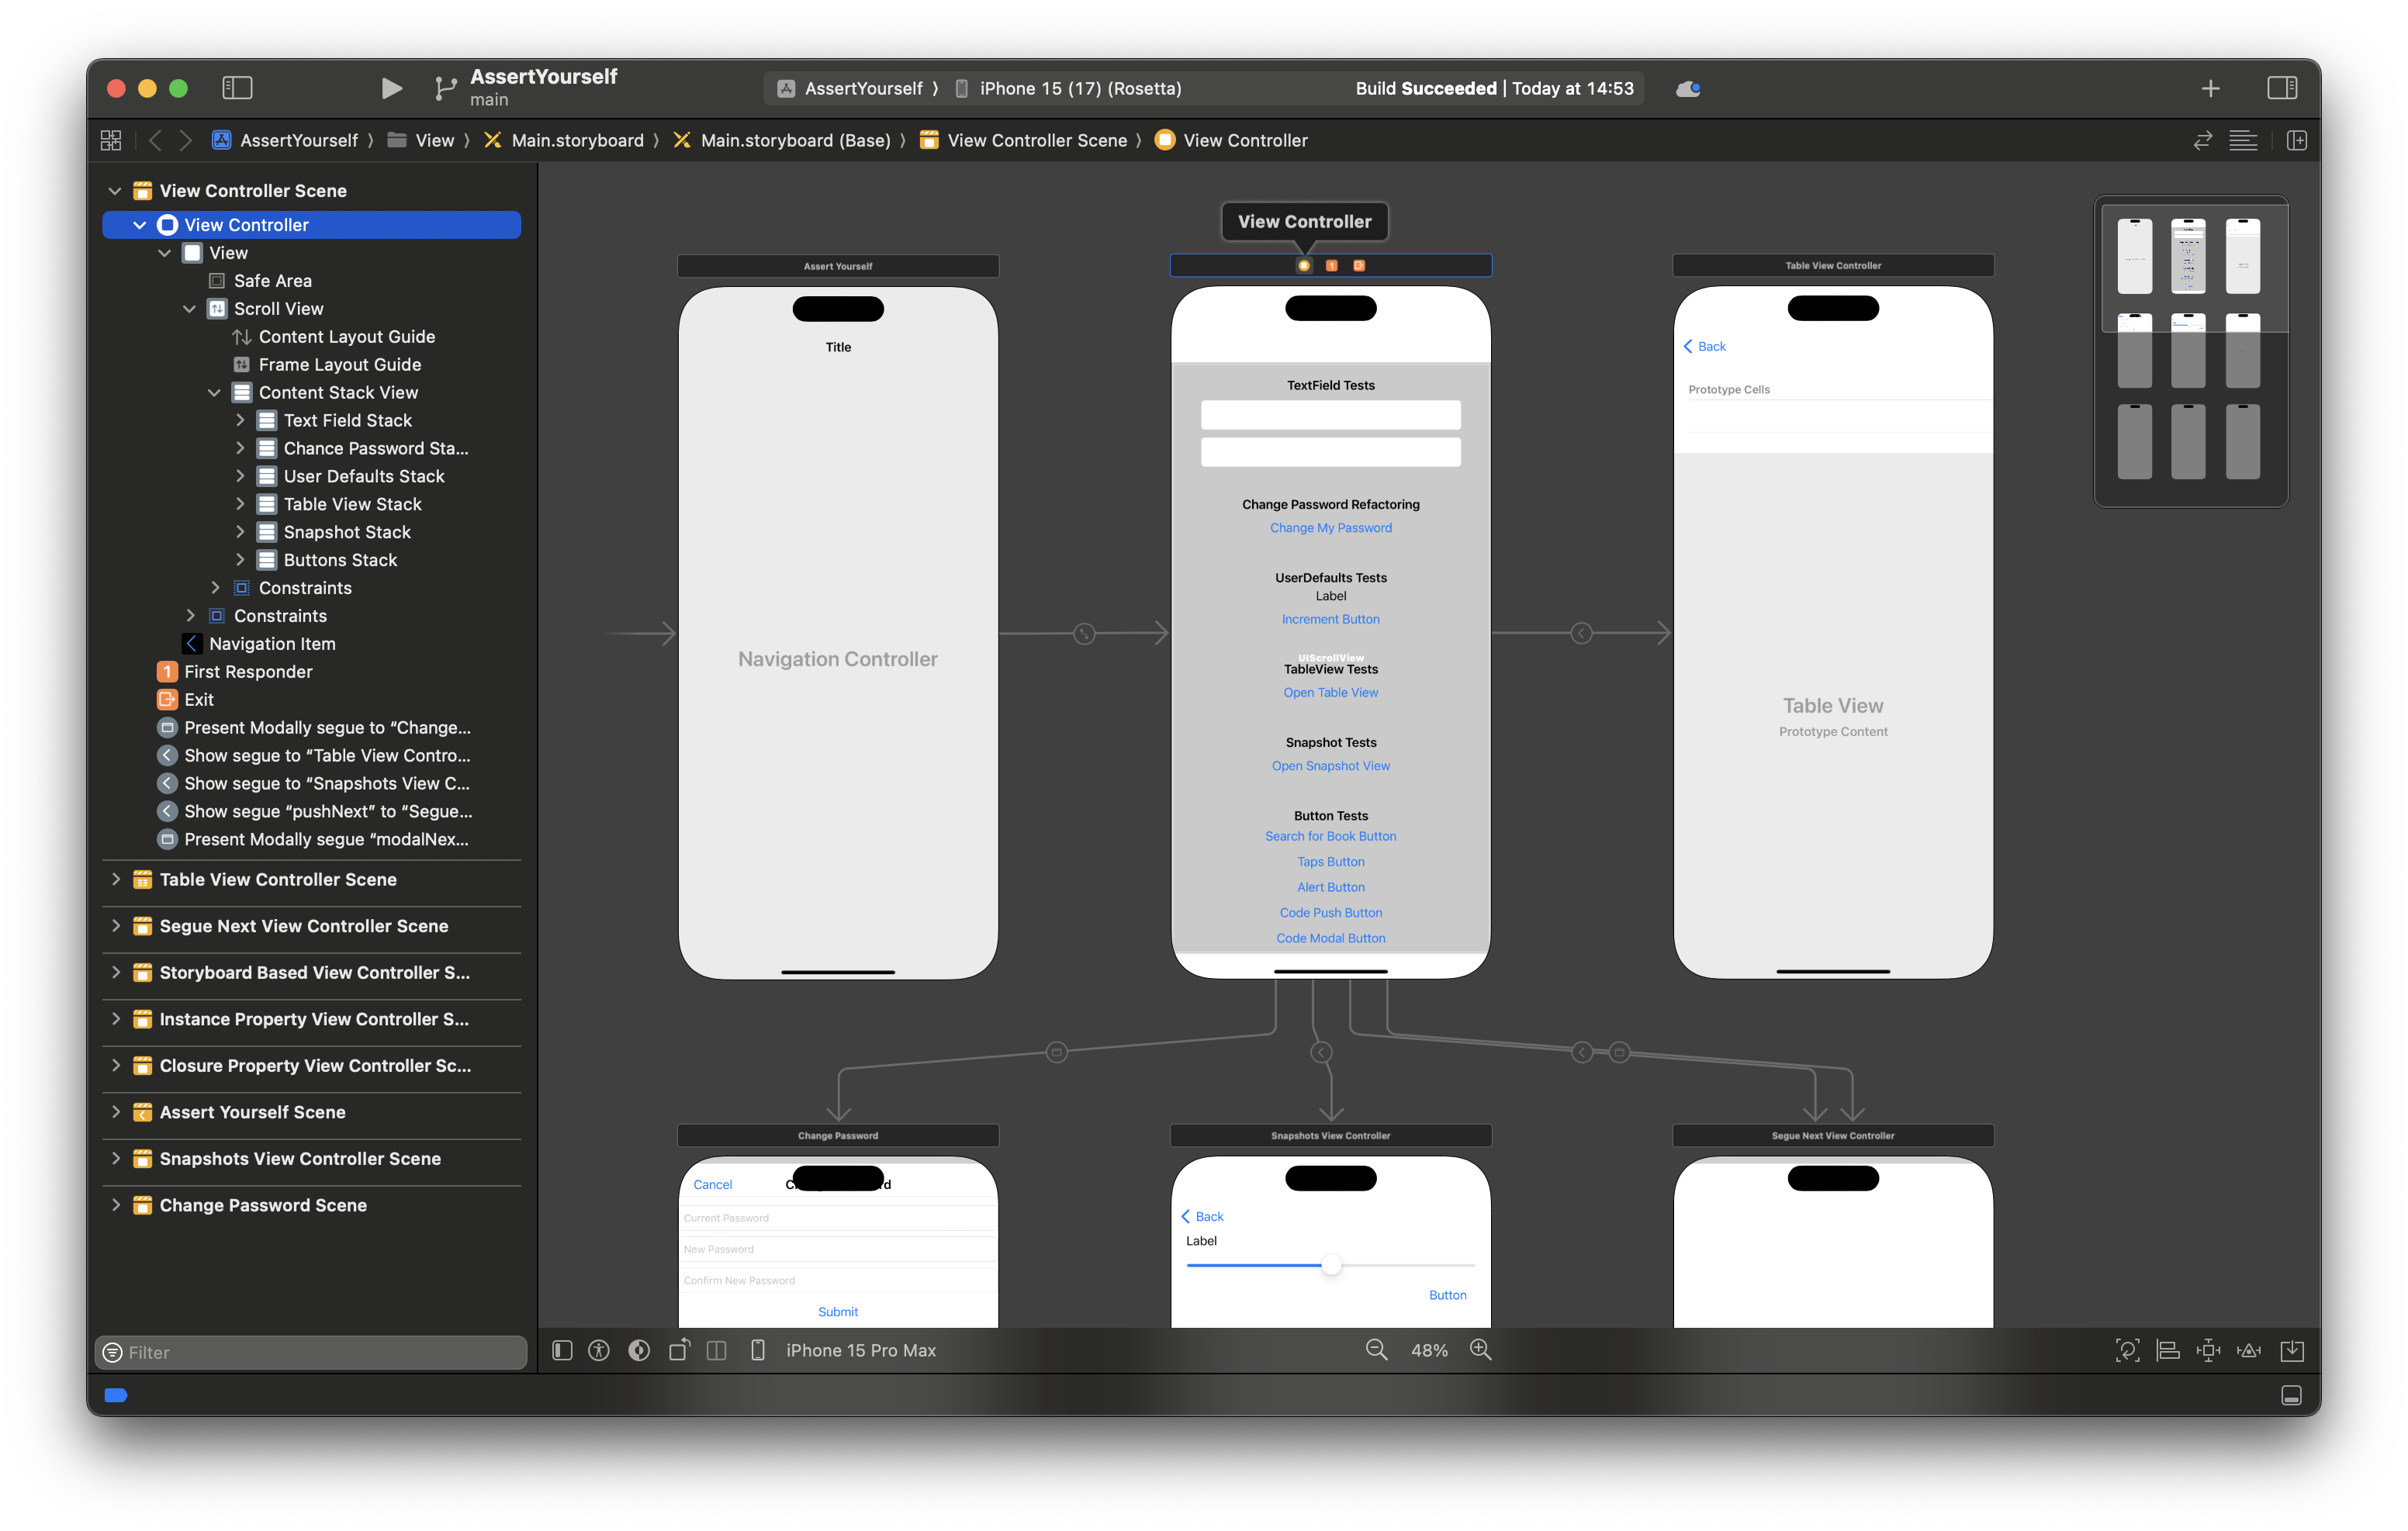 AssertYourself
main
AssertYourself 〉 iPhone 15 (17) (Rosetta)
Build Succeeded | Today at 14:53
AssertYourself 〉 View 〉 Main.storyboard 〉 Main.storyboard (Base) 〉 View Controller Scene 〉 View Controller
View Controller Scene
View Controller
View
Safe Area
Scroll View
Content Layout Guide
Frame Layout Guide
Content Stack View
Text Field Stack
Chance Password Sta...
User Defaults Stack
Table View Stack
Snapshot Stack
Buttons Stack
Constraints
Constraints
Navigation Item
1 First Responder
Exit
Present Modally segue to “Change...
Show segue to “Table View Contro...
Show segue to “Snapshots View C...
Show segue “pushNext” to “Segue...
Present Modally segue “modalNex...
Table View Controller Scene
Segue Next View Controller Scene
Storyboard Based View Controller S...
Instance Property View Controller S...
Closure Property View Controller Sc...
Assert Yourself Scene
Snapshots View Controller Scene
Change Password Scene
Filter
Assert Yourself
Title
Navigation Controller
View Controller
1
TextField Tests
Change Password Refactoring
Change My Password
UserDefaults Tests
Label
Increment Button
UIScrollView
TableView Tests
Open Table View
Snapshot Tests
Open Snapshot View
Button Tests
Search for Book Button
Taps Button
Alert Button
Code Push Button
Code Modal Button
Table View Controller
Back
Prototype Cells
Table View
Prototype Content
Change Password
Cancel
Current Password
New Password
Confirm New Password
Submit
Snapshots View Controller
Back
Label
Button
Segue Next View Controller
iPhone 15 Pro Max
48%